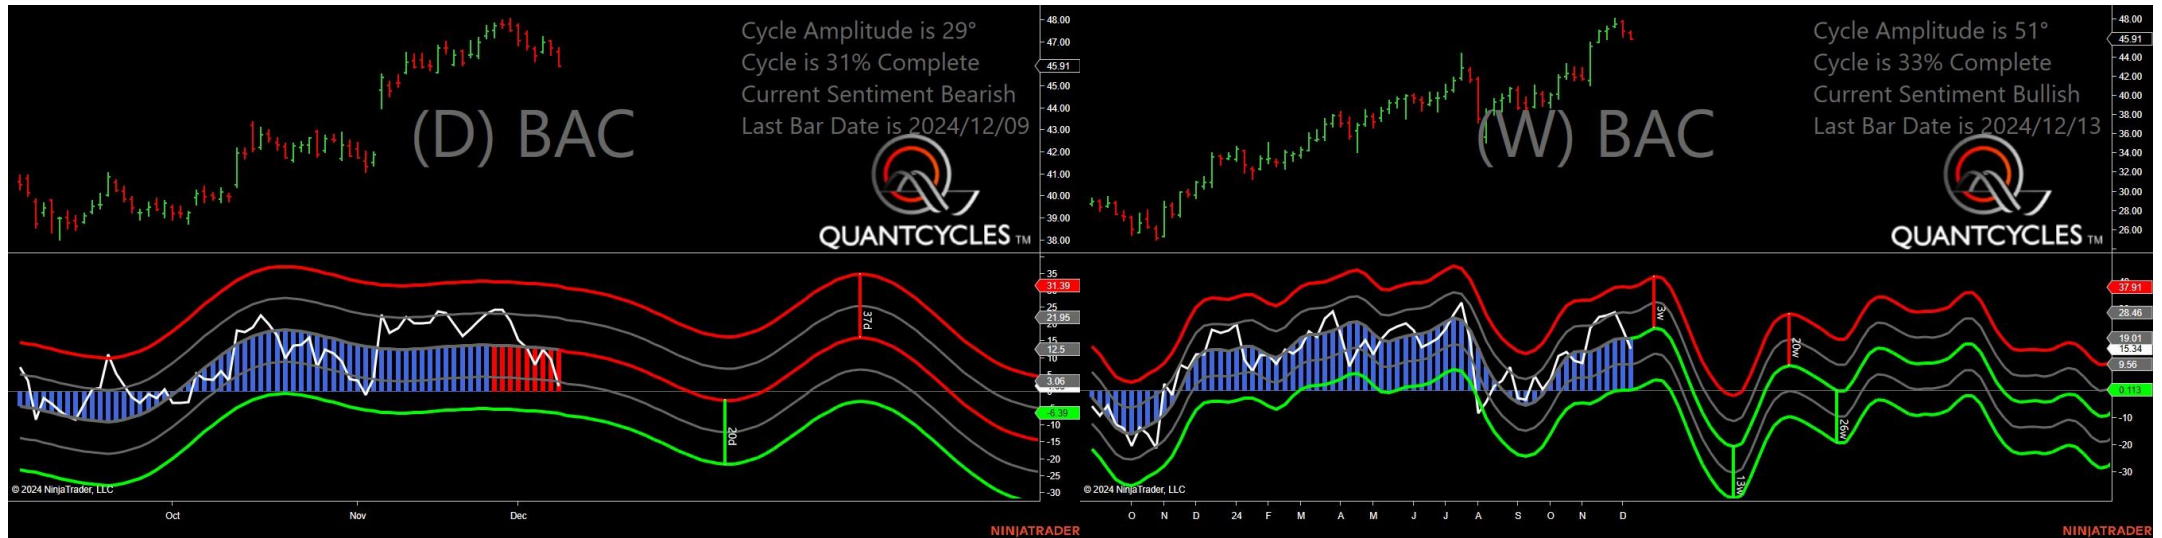 Cycle Amplitude is 29°
Cycle is 31% Complete
Current Sentiment Bearish
Last Bar Date is 2024/12/09
(D) BAC
QUANTCYCLES TM
48.00
47.00
45.91
45.00
44.00
43.00
42.00
41.00
40.00
39.00
38.00
35
31.39
25
21.95
20
15
12.5
10
3.06
-6.39
-10
-15
-20
-25
-30
37d
20d
© 2024 NinjaTrader, LLC
Oct
Nov
Dec
NINJATRADER
Cycle Amplitude is 51°
Cycle is 33% Complete
Current Sentiment Bullish
Last Bar Date is 2024/12/13
(W) BAC
QUANTCYCLES TM
48.00
45.91
44.00
42.00
40.00
38.00
36.00
34.00
32.00
30.00
28.00
26.00
37.91
28.46
19.01
15.34
9.56
0.113
-10
-20
-30
3w
20w
26w
13w
© 2024 NinjaTrader, LLC
O N D 24 F M A M J J A S O N D
NINJATRADER